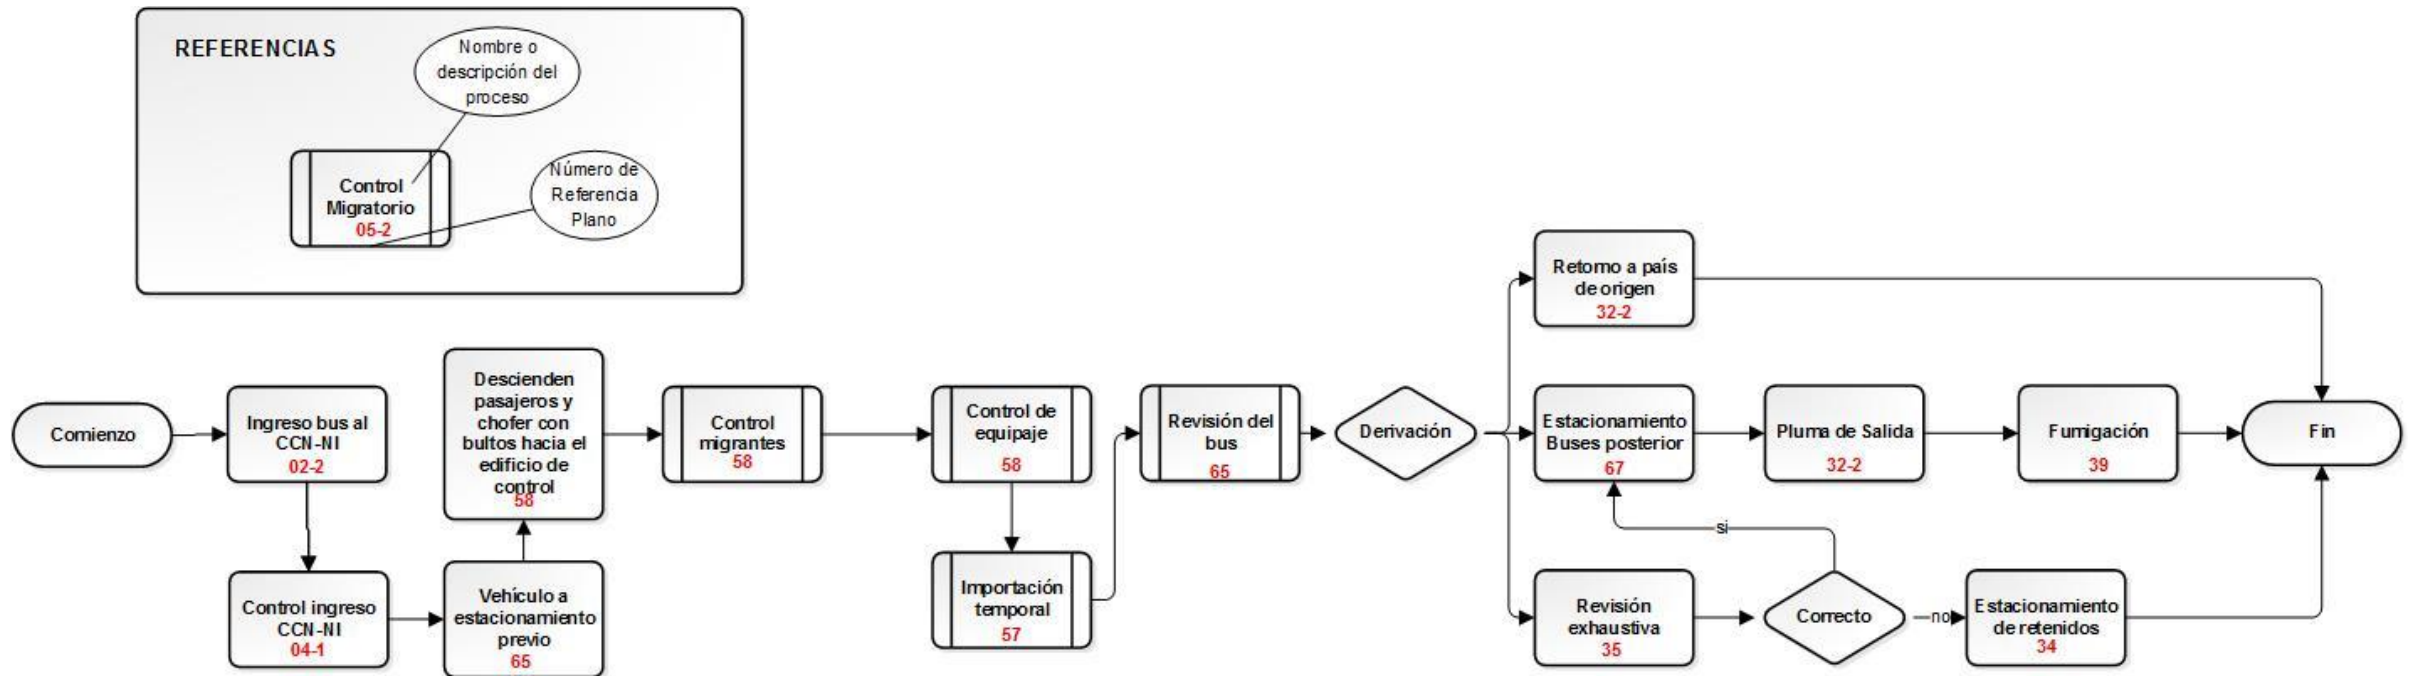 REFERENCIAS
Nombre o
descripción del
proceso
Control
Migratorio
05-2
Número de
Referencia
Plano
Comienzo
Ingreso bus al
CCN-NI
02-2
Control ingreso
CCN-NI
04-1
Vehículo a
estacionamiento
previo
65
Descienden
pasajeros y
chofer con
bultos hacia el
edificio de
control
58
Control
migrantes
58
Control de
equipaje
58
Importación
temporal
57
Revisión del
bus
65
Derivación
Retorno a país
de origen
32-2
Estacionamiento
Buses posterior
67
Pluma de Salida
32-2
Fumigación
39
Fin
Revisión
exhaustiva
35
Correcto
si
no
Estacionamiento
de retenidos
34